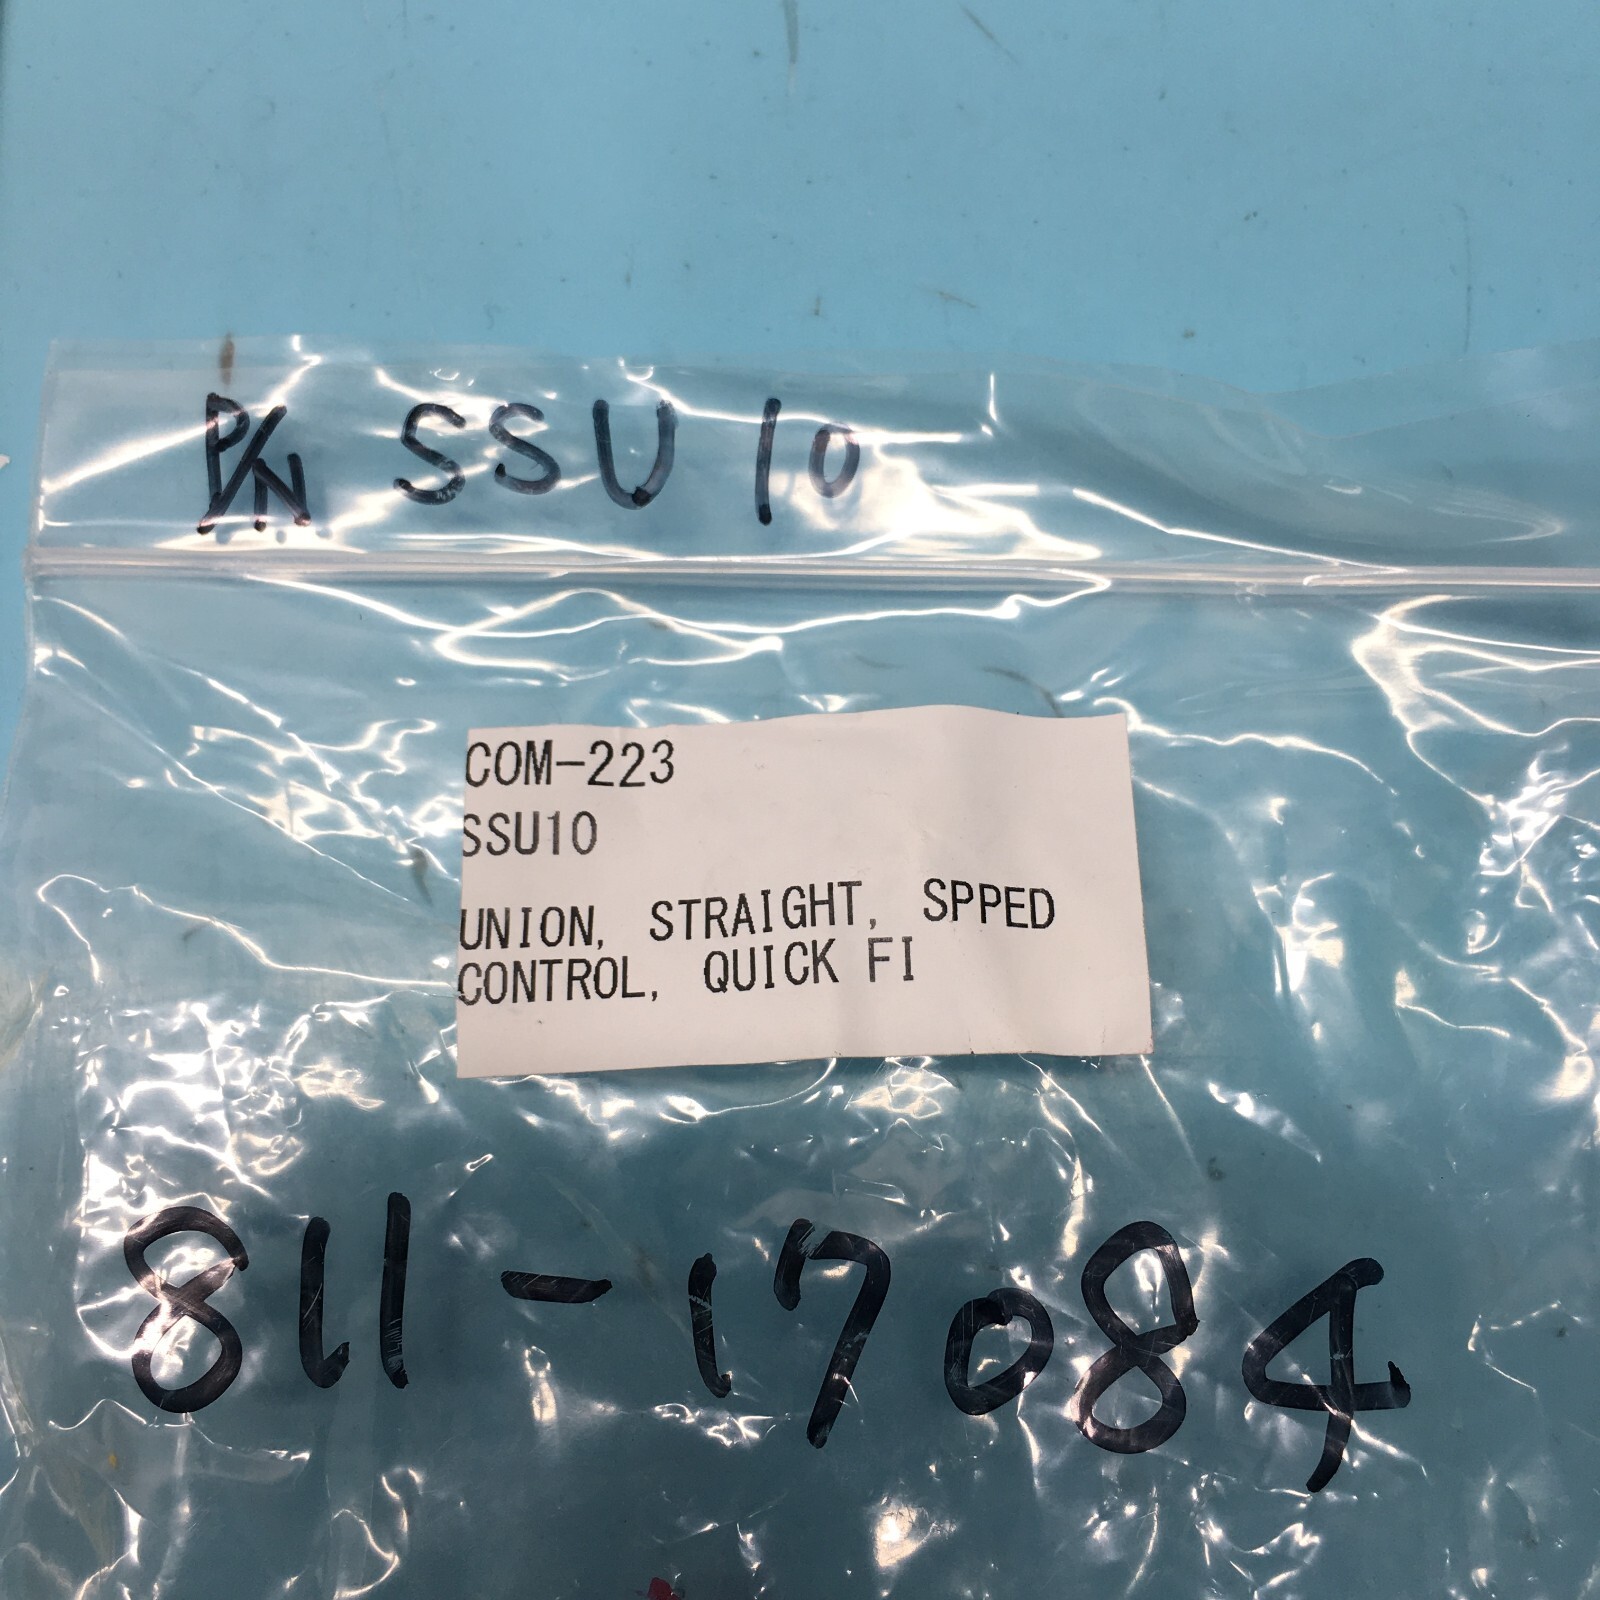 P/N SSU10
COM-223
SSU10
UNION, STRAIGHT, SPPED
CONTROL, QUICK FI
811-17084